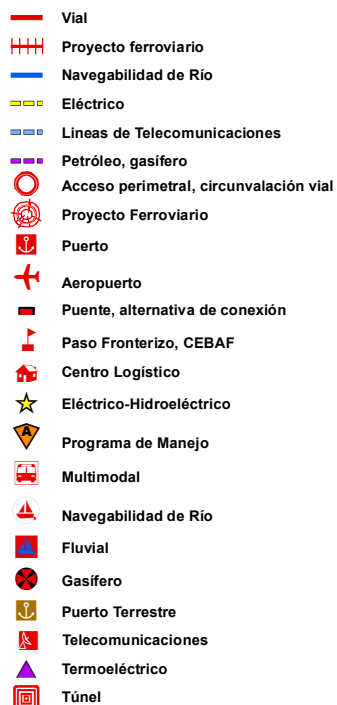 Vial
Proyecto ferroviario
Navegabilidad de Río
Eléctrico
Lineas de Telecomunicaciones
Petróleo, gasífero
Acceso perimetral, circunvalación vial
Proyecto Ferroviario
Puerto
Aeropuerto
Puente, alternativa de conexión
Paso Fronterizo, CEBAF
Centro Logístico
Eléctrico-Hidroeléctrico
A
Programa de Manejo
Multimodal
Navegabilidad de Río
Fluvial
Gasífero
Puerto Terrestre
Telecomunicaciones
Termoeléctrico
Túnel